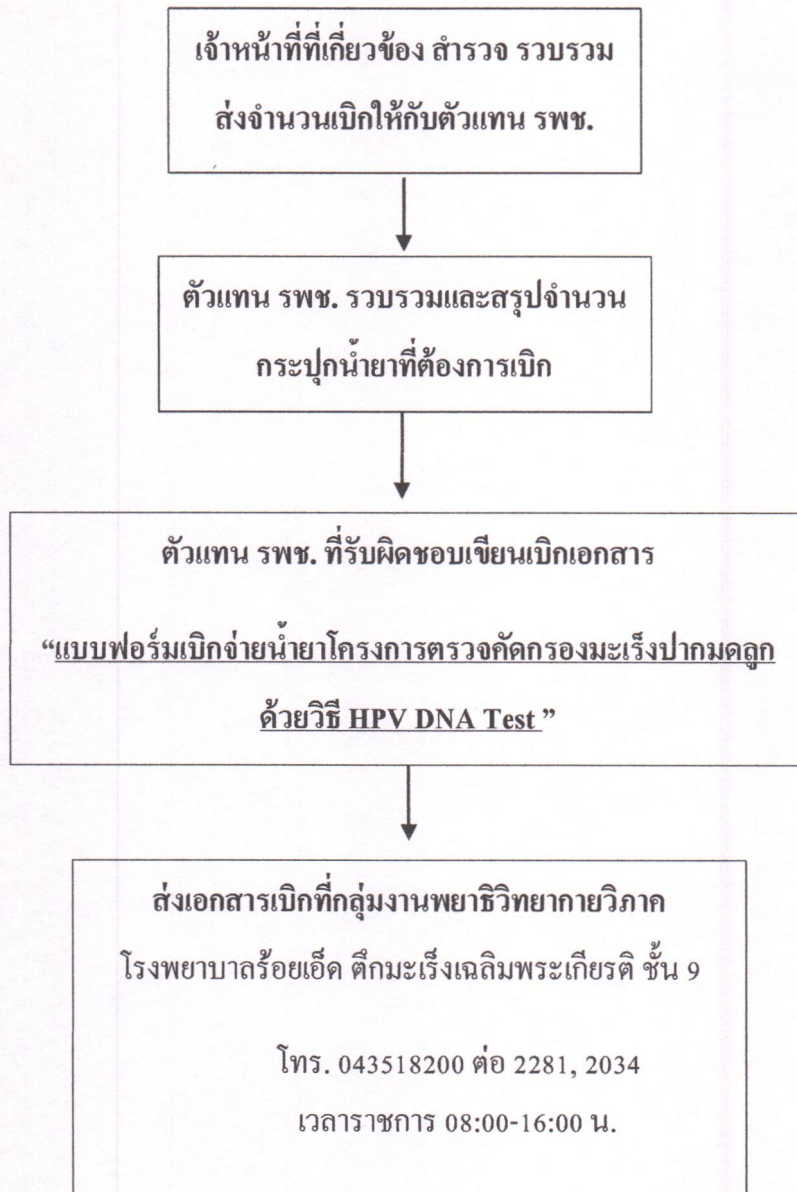 เจ้าหน้าที่ที่เกี่ยวข้อง สำรวจ รวบรวม
ส่งจำนวนเบิกให้กับตัวแทน รพช.
ตัวแทน รพช. รวบรวมและสรุปจำนวน
กระปุกน้ำยาที่ต้องการเบิก
ตัวแทน รพช. ที่รับผิดชอบเขียนเบิกเอกสาร
“แบบฟอร์มเบิกจ่ายน้ำยาโครงการตรวจคัดกรองมะเร็งปากมดลูก
ด้วยวิธี HPV DNA Test ”
ส่งเอกสารเบิกที่กลุ่มงานพยาธิวิทยากายวิภาค
โรงพยาบาลร้อยเอ็ด ตึกมะเร็งเฉลิมพระเกียรติ ชั้น 9
โทร. 043518200 ต่อ 2281, 2034
เวลาราชการ 08:00-16:00 น.